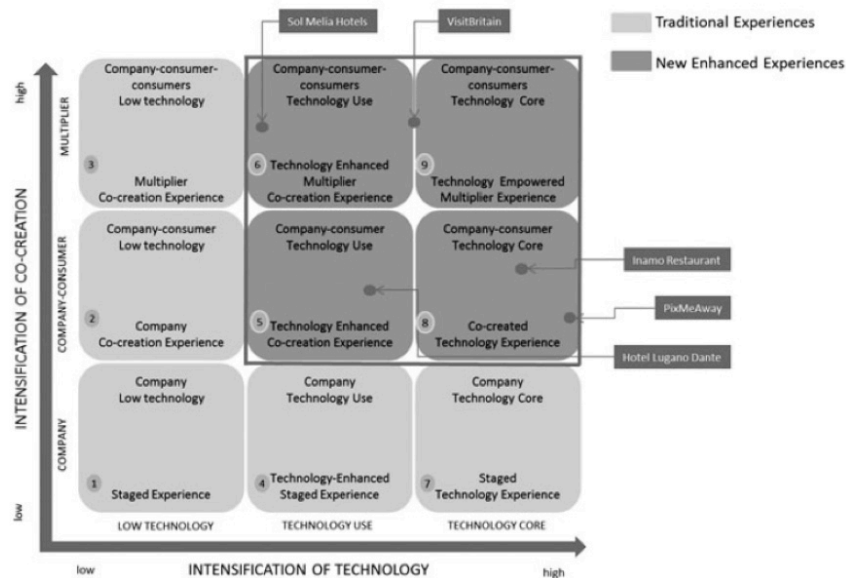 Sol Melia Hotels
VisitBritain
Traditional Experiences
New Enhanced Experiences
high
MULTIPLIER
Company-consumer-
consumers
Low technology
3
Multiplier
Co-creation Experience
Company-consumer-
consumers
Technology Use
6
Technology Enhanced
Multiplier
Co-creation Experience
Company-consumer-
consumers
Technology Core
9
Technology Empowered
Multiplier Experience
INTENSIFICATION OF CO-CREATION
COMPANY-CONSUMER
Company-consumer
Low technology
2
Company
Co-creation Experience
Company-consumer
Technology Use
5
Technology Enhanced
Co-creation Experience
Company-consumer
Technology Core
8
Co-created
Technology Experience
Inamo Restaurant
PixMeAway
Hotel Lugano Dante
COMPANY
Company
Low technology
1
Staged Experience
Company
Technology Use
4
Technology-Enhanced
Staged Experience
Company
Technology Core
7
Staged
Technology Experience
low
LOW TECHNOLOGY
TECHNOLOGY USE
TECHNOLOGY CORE
low
INTENSIFICATION OF TECHNOLOGY
high